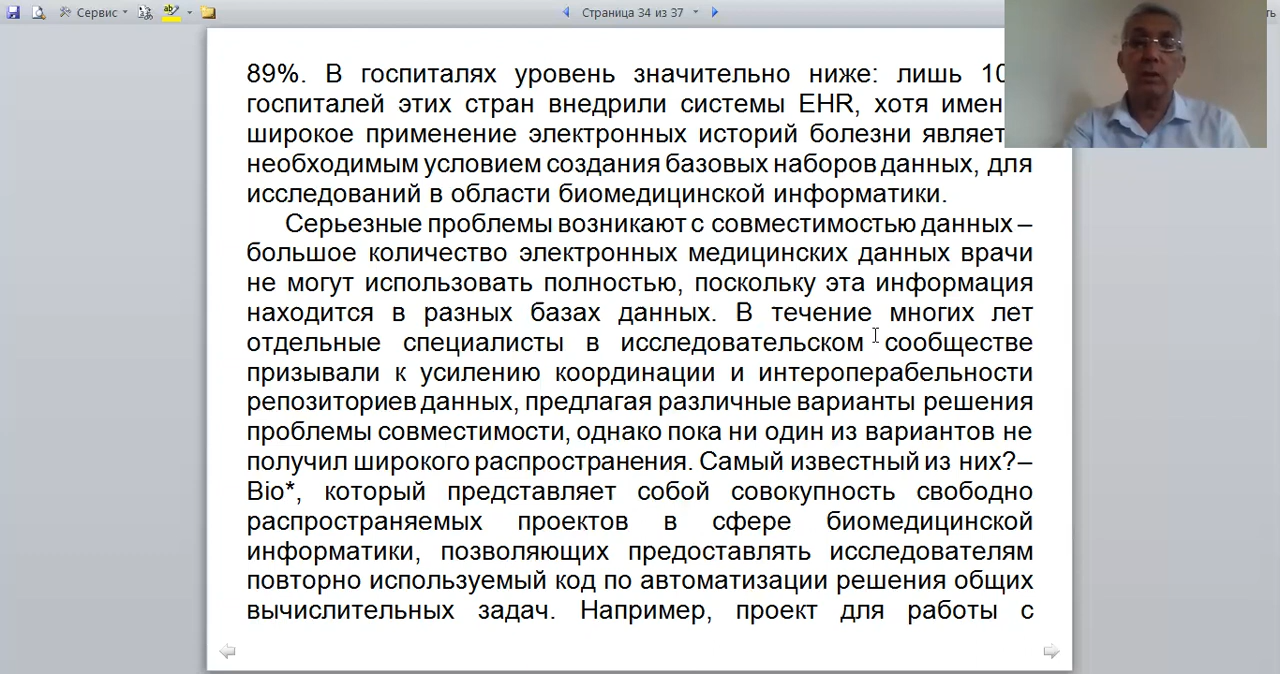 Сервис
Страница 34 из 37
89%. В госпиталях уровень значительно ниже: лишь
госпиталей этих стран внедрили системы EHR, хотя
широкое применение электронных историй болезни
необходимым условием создания базовых наборов данных, для
исследований в области биомедицинской информатики.
Серьезные проблемы возникают с совместимостью данных –
большое количество электронных медицинских данных врачи
не могут использовать полностью, поскольку эта информация
находится в разных базах данных. В течение многих лет
отдельные специалисты в исследовательском сообществе
призывали к усилению координации и интероперабельности
репозиториев данных, предлагая различные варианты решения
проблемы совместимости, однако пока ни один из вариантов не
получил широкого распространения. Самый известный из них?–
Bio*, который представляет собой совокупность свободно
распространяемых проектов в сфере биомедицинской
информатики, позволяющих предоставлять исследователям
повторно используемый код по автоматизации решения общих
вычислительных задач. Например, проект для работы с